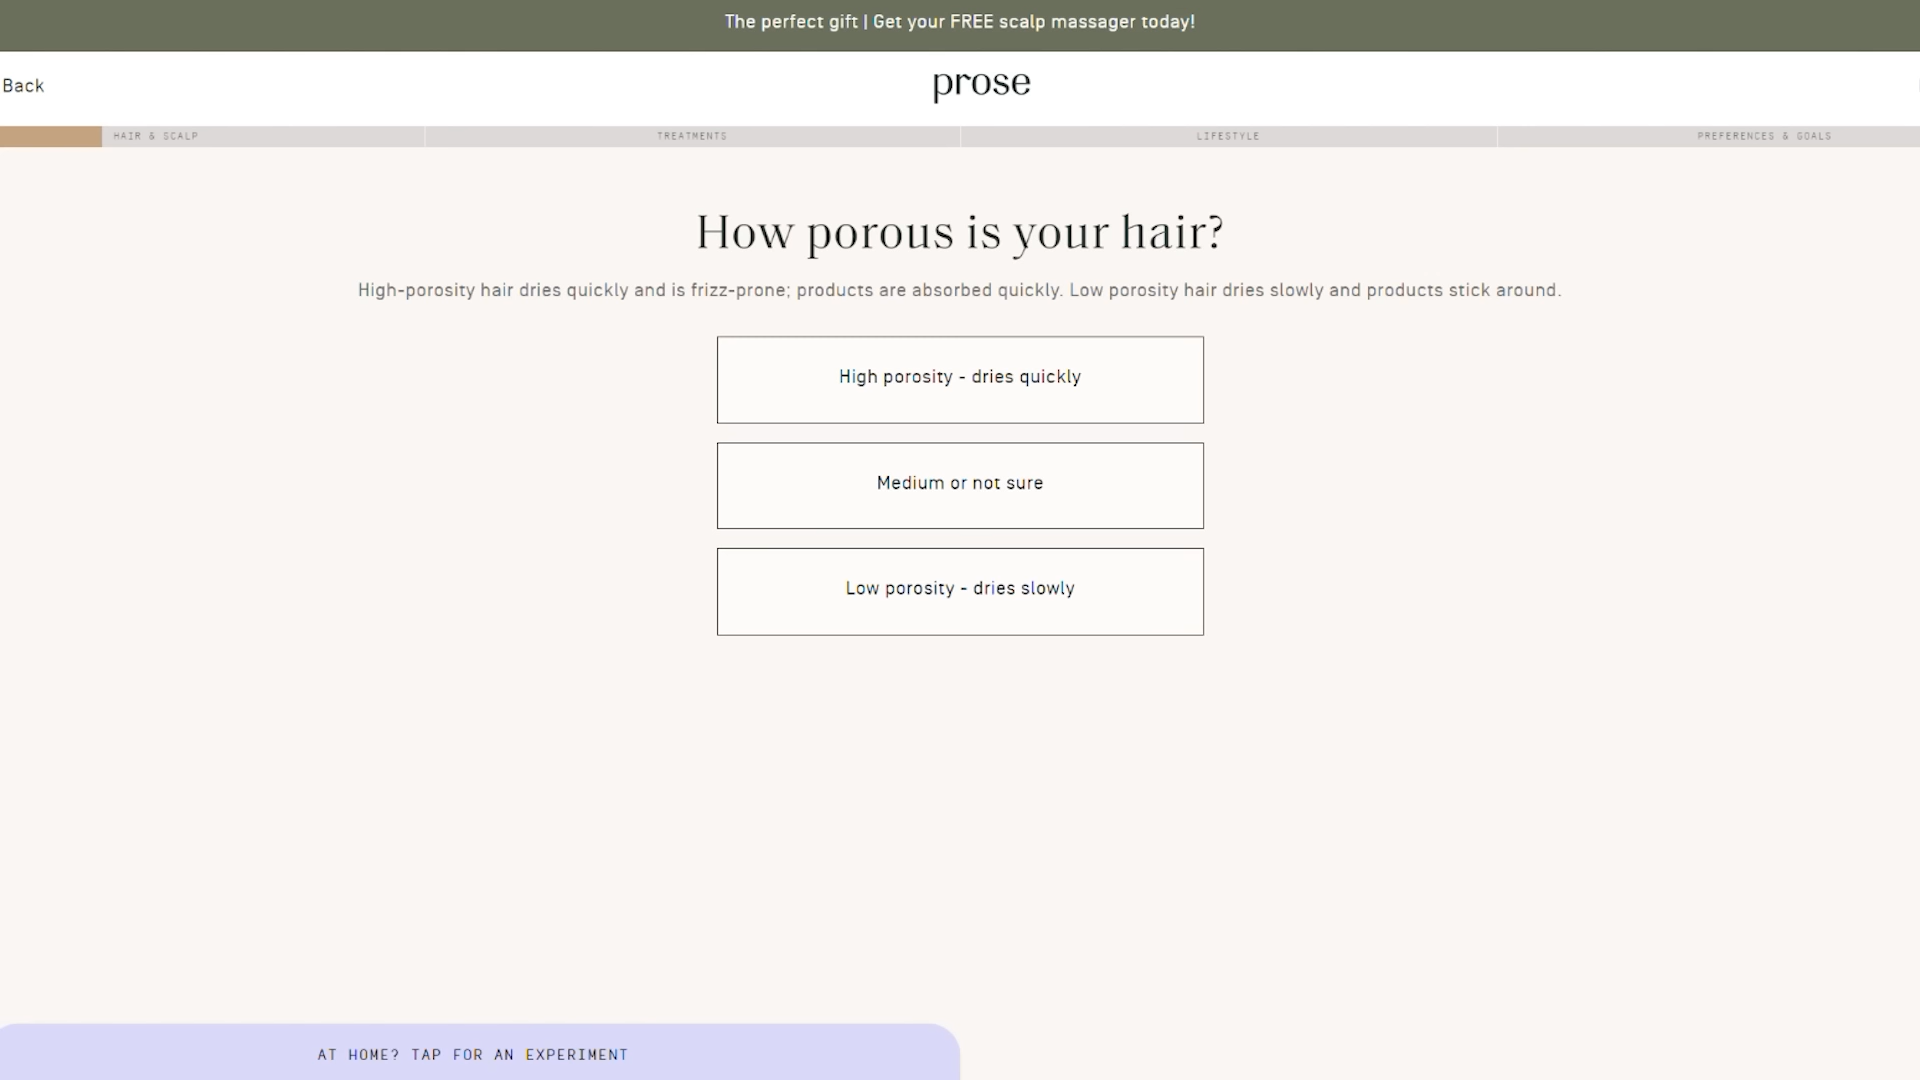 The perfect gift | Get your FREE scalp massager today!
Back
prose
HAIR & SCALP
TREATMENTS
LIFESTYLE
PREFERENCES & GOALS
How porous is your hair?
High-porosity hair dries quickly and is frizz-prone; products are absorbed quickly. Low porosity hair dries slowly and products stick around.
High porosity - dries quickly
Medium or not sure
Low porosity - dries slowly
AT HOME? TAP FOR AN EXPERIMENT